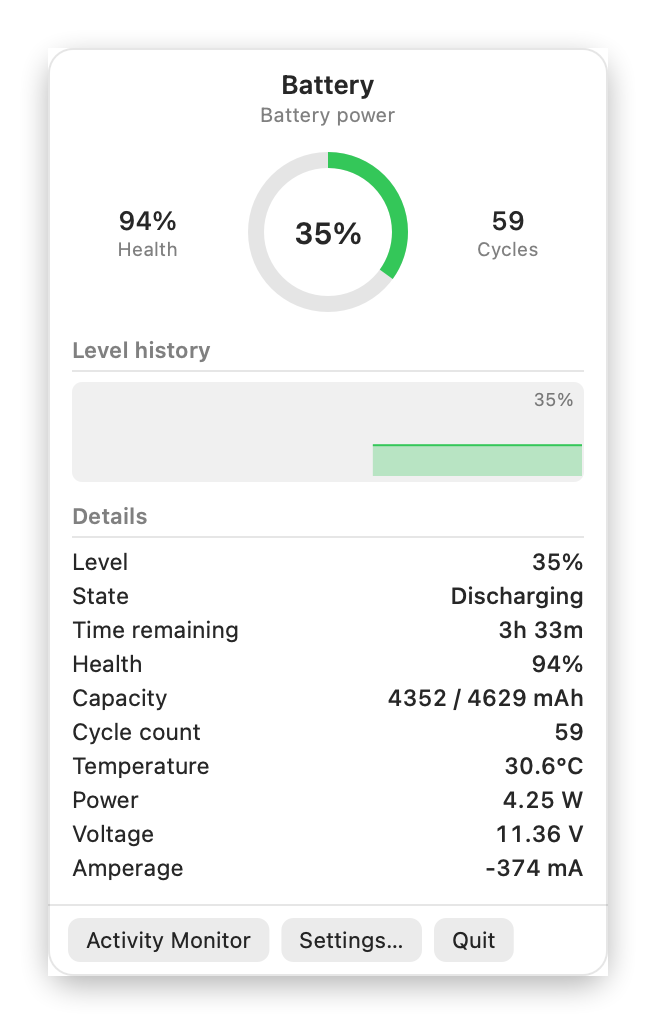 Battery
Battery power
94%
Health
35%
59
Cycles
Level history
35%
Details
Level 35%
State Discharging
Time remaining 3h 33m
Health 94%
Capacity 4352 / 4629 mAh
Cycle count 59
Temperature 30.6°C
Power 4.25 W
Voltage 11.36 V
Amperage -374 mA
Activity Monitor Settings... Quit